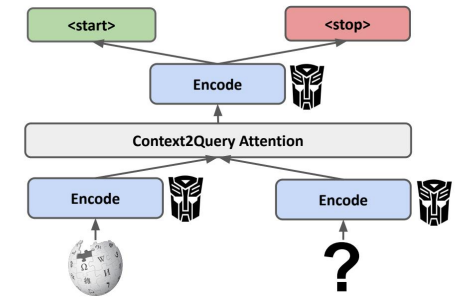 <start>
<stop>
Encode
Context2Query Attention
Encode
Encode
Ω
W
И
?